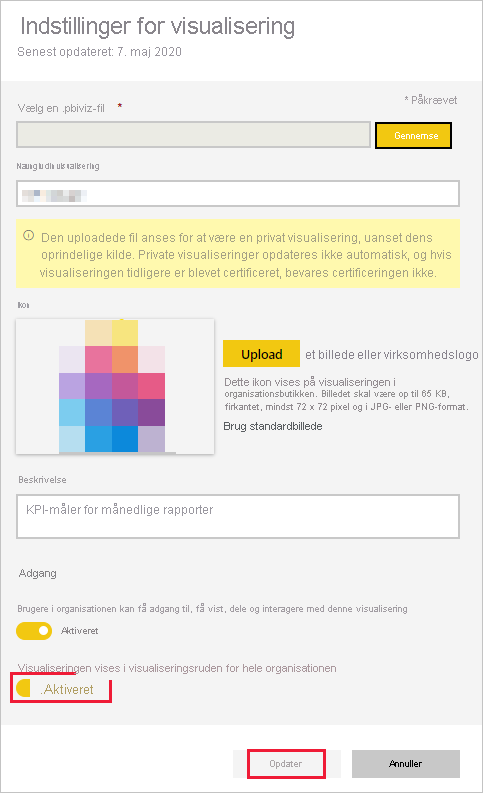 Indstillinger for visualisering
Senest opdateret: 7. maj 2020
* Påkrævet
Vælg en .pbiviz-fil *
Gennemse
visualisering
Den uploadede fil anses for at være en privat visualisering, uanset dens
oprindelige kilde. Private visualiseringer opdateres ikke automatisk, og hvis
visualiseringen tidligere er blevet certificeret, bevares certificeringen ikke.
Ikon
Upload et billede eller virksomhedslogo
Dette ikon vises på visualiseringen i
organisationsbutikken. Billedet skal være op til 65 KB,
firkantet, mindst 72 x 72 pixel og i JPG- eller PNG-format.
Brug standardbillede
Beskrivelse
KPI-måler for månedlige rapporter
Adgang
Brugere i organisationen kan få adgang til, få vist, dele og interagere med denne visualisering
Aktiveret
Visualiseringen vises i visualiseringsruden for hele organisationen
.Aktiveret
Opdater
Annuller